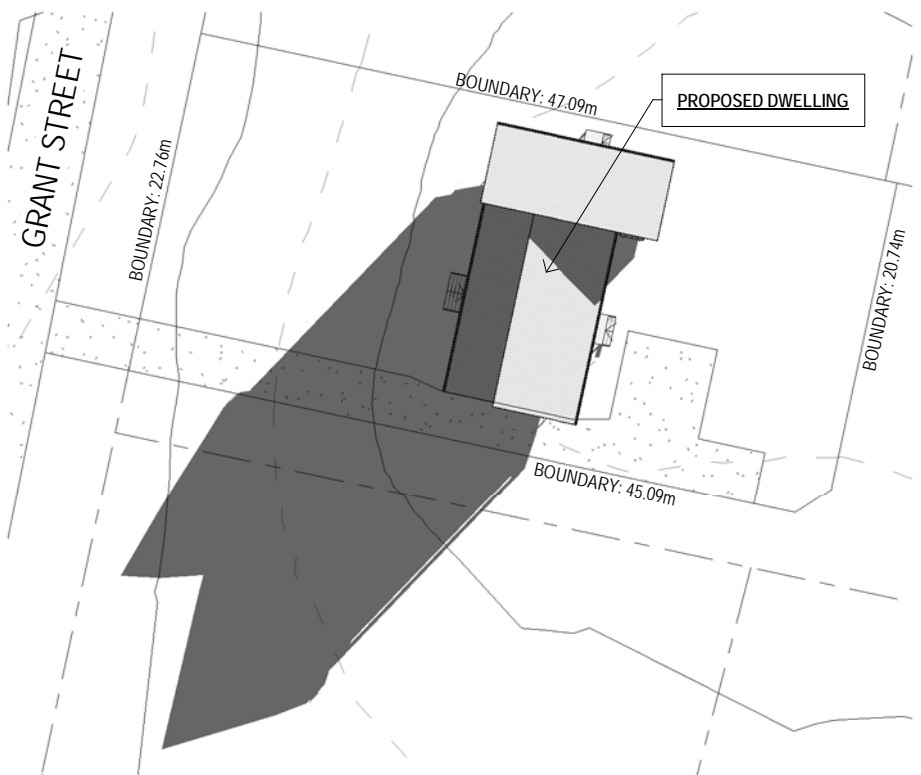 BOUNDARY: 47.09m
PROPOSED DWELLING
GRANT STREET
BOUNDARY: 22.76m
BOUNDARY: 20.74m
BOUNDARY: 45.09m